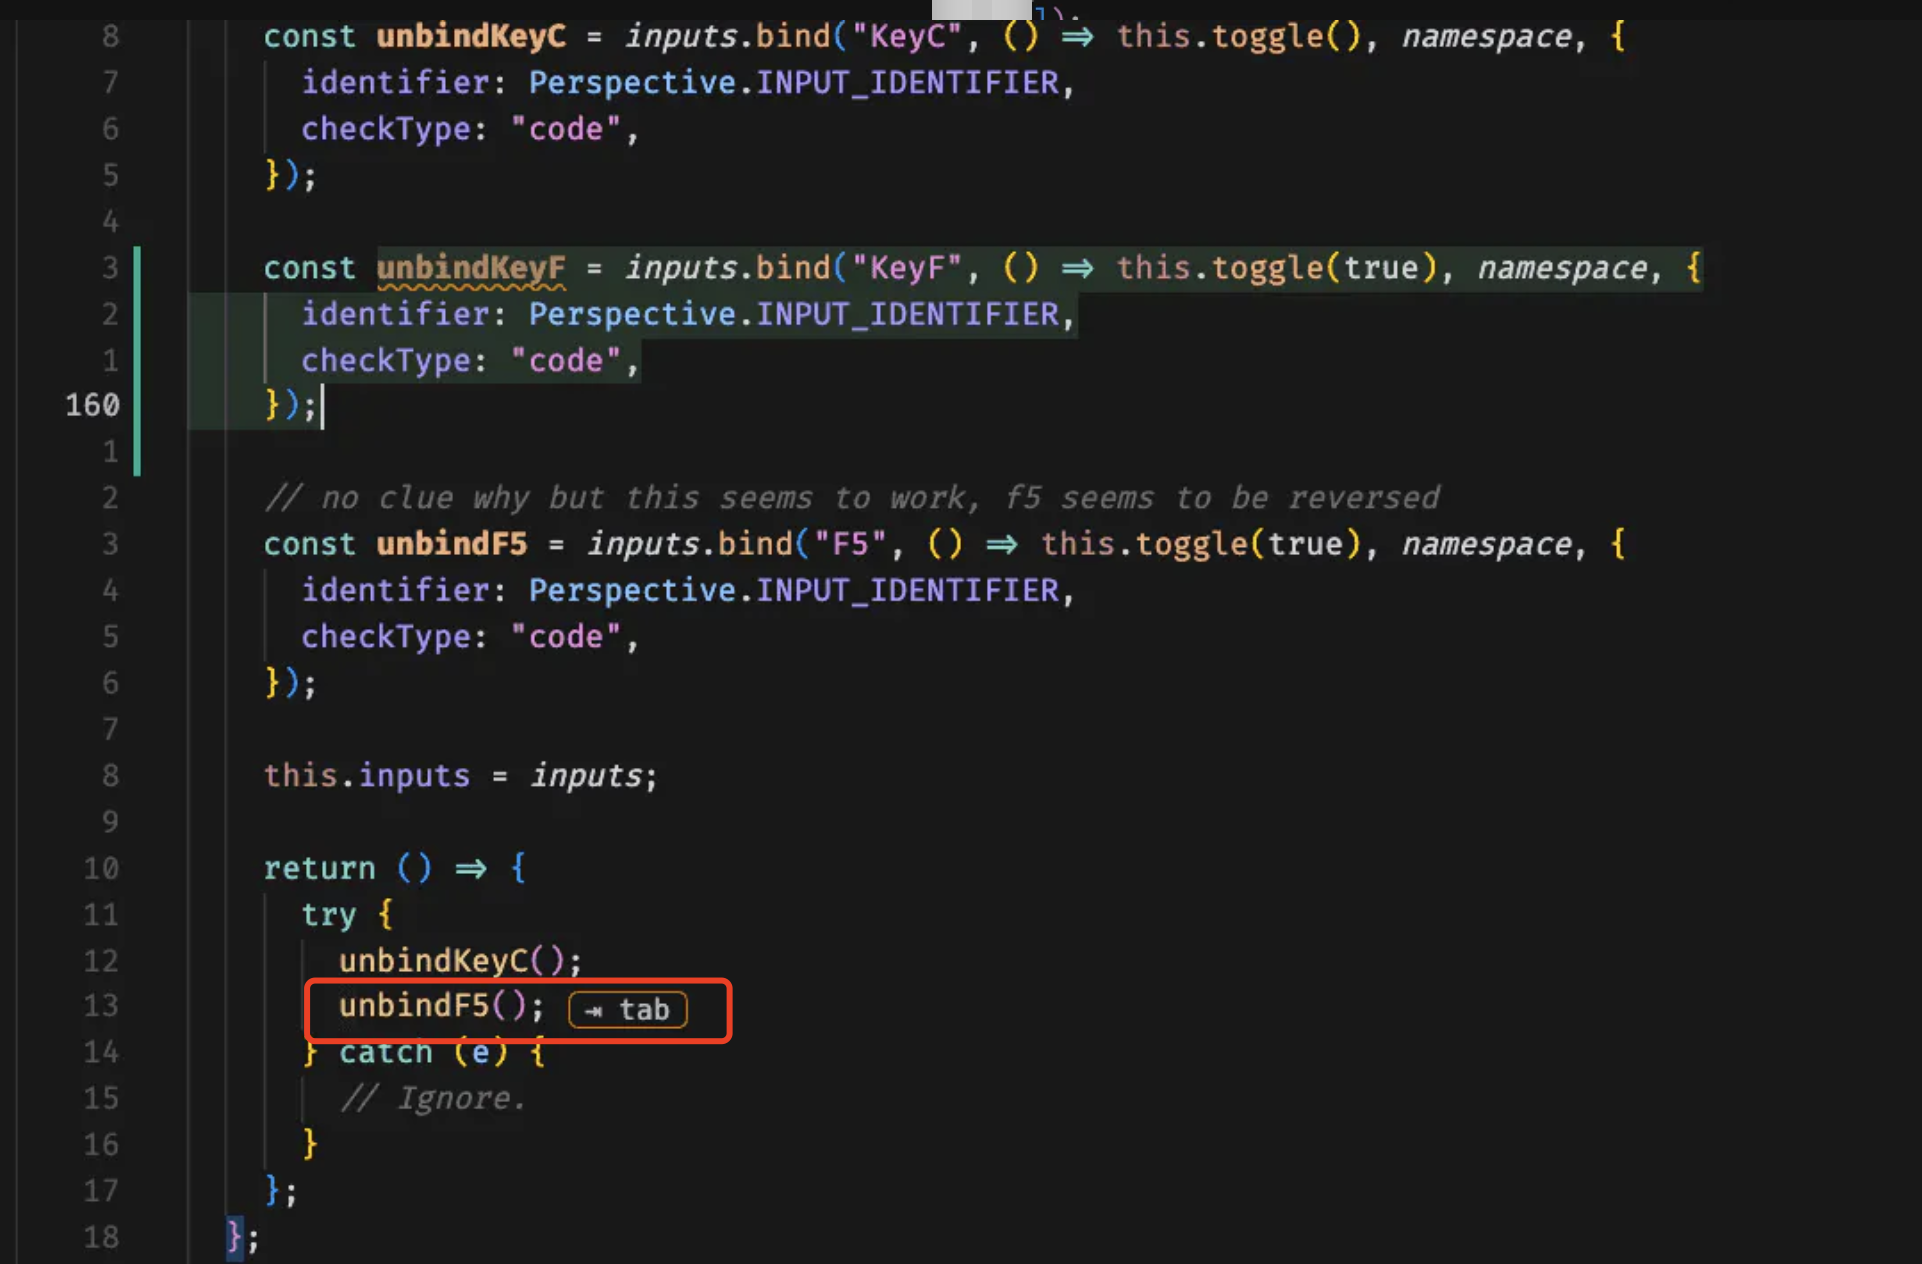 ]);
8 const unbindKeyC = inputs.bind("KeyC", () ⇒ this.toggle(), namespace, {
7 identifier: Perspective.INPUT_IDENTIFIER,
6 checkType: "code",
5 });
4
3 const unbindKeyF = inputs.bind("KeyF", () ⇒ this.toggle(true), namespace, {
2 identifier: Perspective.INPUT_IDENTIFIER,
1 checkType: "code",
160 });
1
2 // no clue why but this seems to work, f5 seems to be reversed
3 const unbindF5 = inputs.bind("F5", () ⇒ this.toggle(true), namespace, {
4 identifier: Perspective.INPUT_IDENTIFIER,
5 checkType: "code",
6 });
7
8 this.inputs = inputs;
9
10 return () ⇒ {
11 try {
12 unbindKeyC();
13 unbindF5(); ⇥ tab
14 } catch (e) {
15 // Ignore.
16 }
17 };
18 };